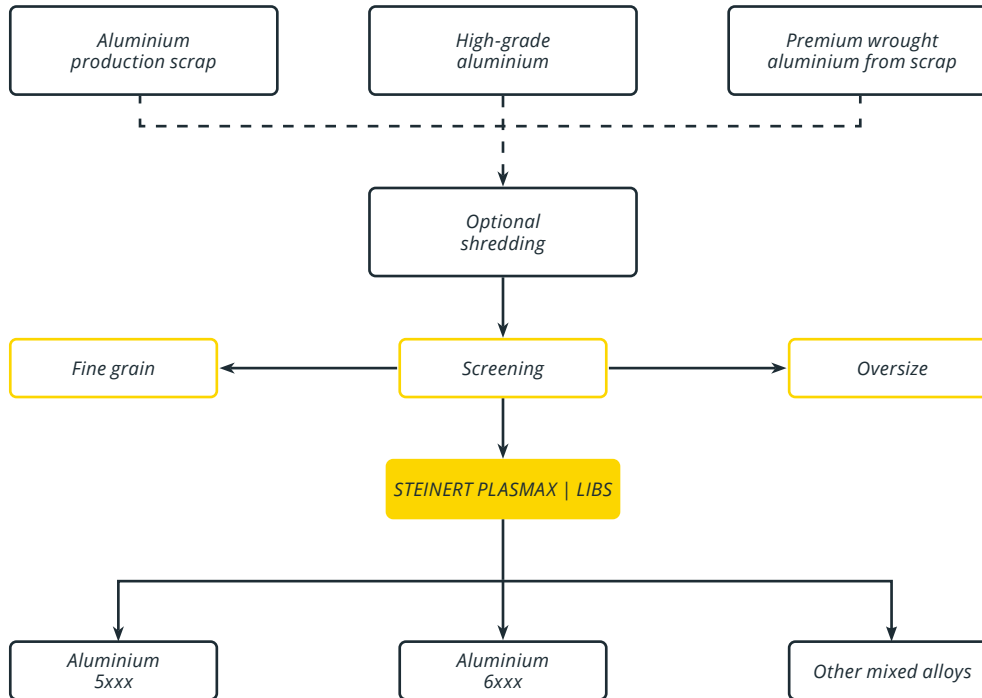 Aluminium
production scrap
High-grade
aluminium
Premium wrought
aluminium from scrap
Optional
shredding
Fine grain
Screening
Oversize
STEINERT PLASMAX | LIBS
Aluminium
5xxx
Aluminium
6xxx
Other mixed alloys